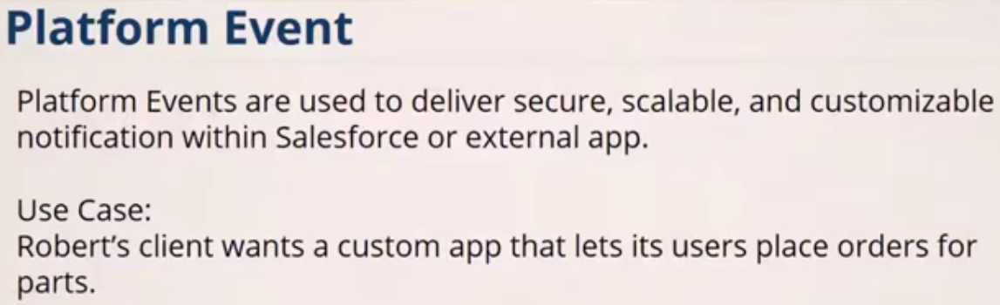 Platform Event
Platform Events are used to deliver secure, scalable, and customizable
notification within Salesforce or external app.
Use Case:
Robert's client wants a custom app that lets its users place orders for
parts.